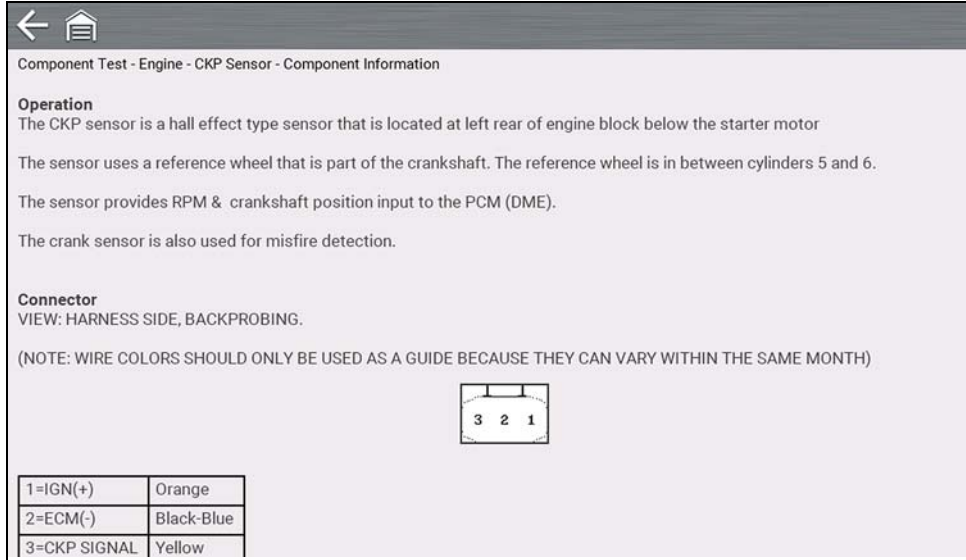 Component Test - Engine - CKP Sensor - Component Information
Operation
The CKP sensor is a hall effect type sensor that is located at left rear of engine block below the starter motor
The sensor uses a reference wheel that is part of the crankshaft. The reference wheel is in between cylinders 5 and 6.
The sensor provides RPM & crankshaft position input to the PCM (DME).
The crank sensor is also used for misfire detection.
Connector
VIEW: HARNESS SIDE, BACKPROBING.
(NOTE: WIRE COLORS SHOULD ONLY BE USED AS A GUIDE BECAUSE THEY CAN VARY WITHIN THE SAME MONTH)
3 2 1
1=IGN(+) Orange
2=ECM(-) Black-Blue
3=CKP SIGNAL Yellow